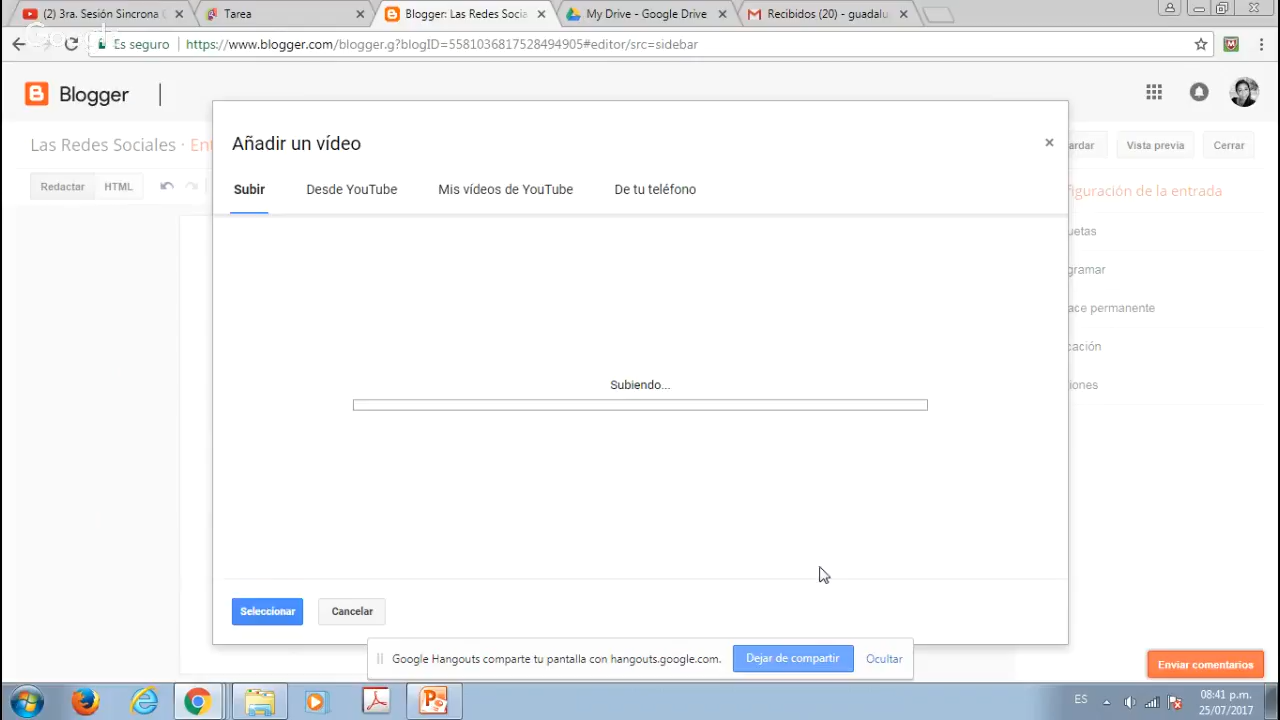 (2) 3ra. Sesión Sincrona
Tarea
Blogger: Las Redes Socia
My Drive - Google Drive
Recibidos (20) - guadalu
Google
Es seguro
https://www.blogger.com/blogger.g?blogID=5581036817528494905#editor/src=sidebar
Blogger
Las Redes Sociales · Ent
ardar
Vista previa
Cerrar
Redactar
HTML
figuración de la entrada
uetas
gramar
ace permanente
cación
iones
Añadir un vídeo
×
Subir
Desde YouTube
Mis vídeos de YouTube
De tu teléfono
Subiendo...
Seleccionar
Cancelar
Google Hangouts comparte tu pantalla con hangouts.google.com.
Dejar de compartir
Ocultar
Enviar comentarios
ES
08:41 p.m.
25/07/2017